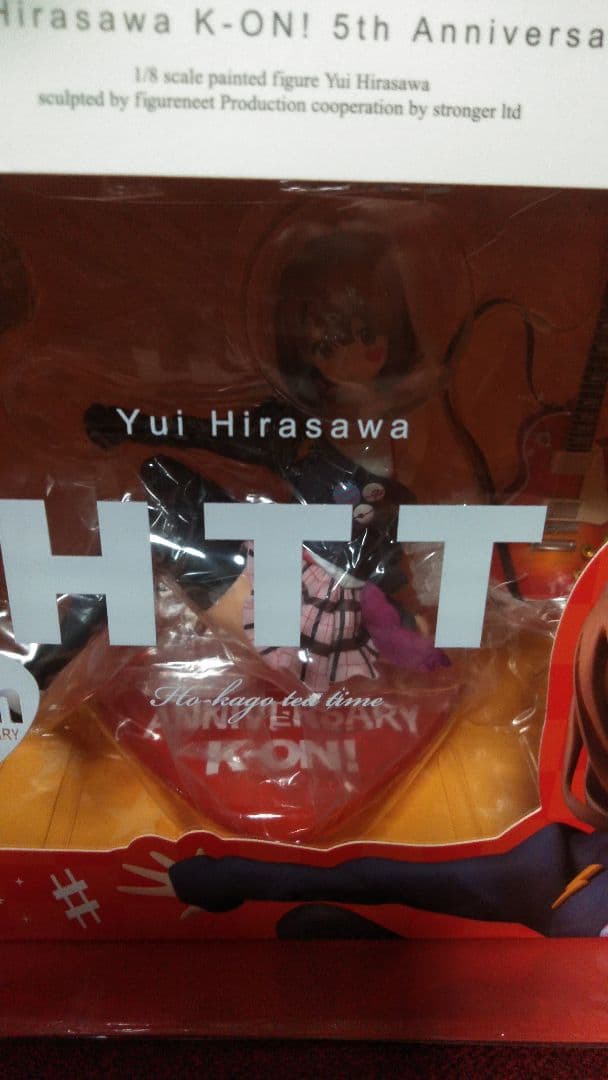 Hirasawa K-ON! 5th Anniversa
1/8 scale painted figure Yui Hirasawa
sculpted by figureneet Production cooperation by stronger ltd
Yui Hirasawa
HTT
Ho-kago tea time
ANNIVERSARY
K-ON!
ARY